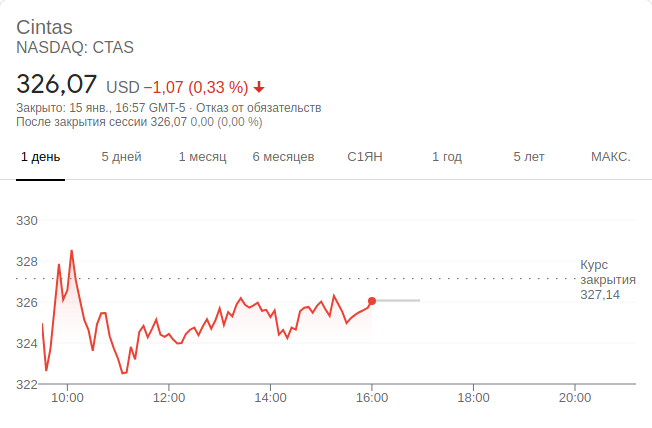 Cintas
NASDAQ: CTAS
326,07 USD −1,07 (0,33 %)
Закрыто: 15 янв., 16:57 GMT-5 · Отказ от обязательств
После закрытия сессии 326,07 0,00 (0,00 %)
1 день 5 дней 1 месяц 6 месяцев С1ЯН 1 год 5 лет МАКС.
330
328
326
324
322
Курс
закрытия
327,14
10:00 12:00 14:00 16:00 18:00 20:00